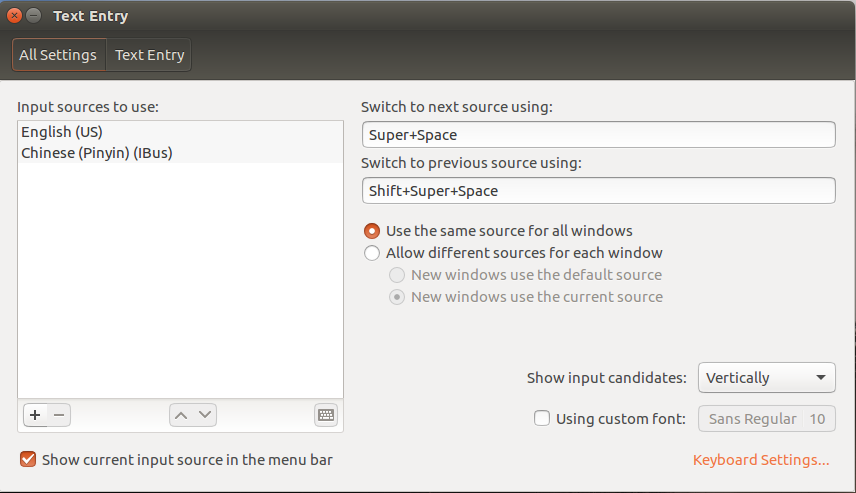 Text Entry
All Settings
Text Entry
Input sources to use:
English (US)
Chinese (Pinyin) (IBus)
Show current input source in the menu bar
Switch to next source using:
Super+Space
Switch to previous source using:
Shift+Super+Space
Use the same source for all windows
Allow different sources for each window
New windows use the default source
New windows use the current source
Show input candidates: Vertically
Using custom font: Sans Regular 10
Keyboard Settings...